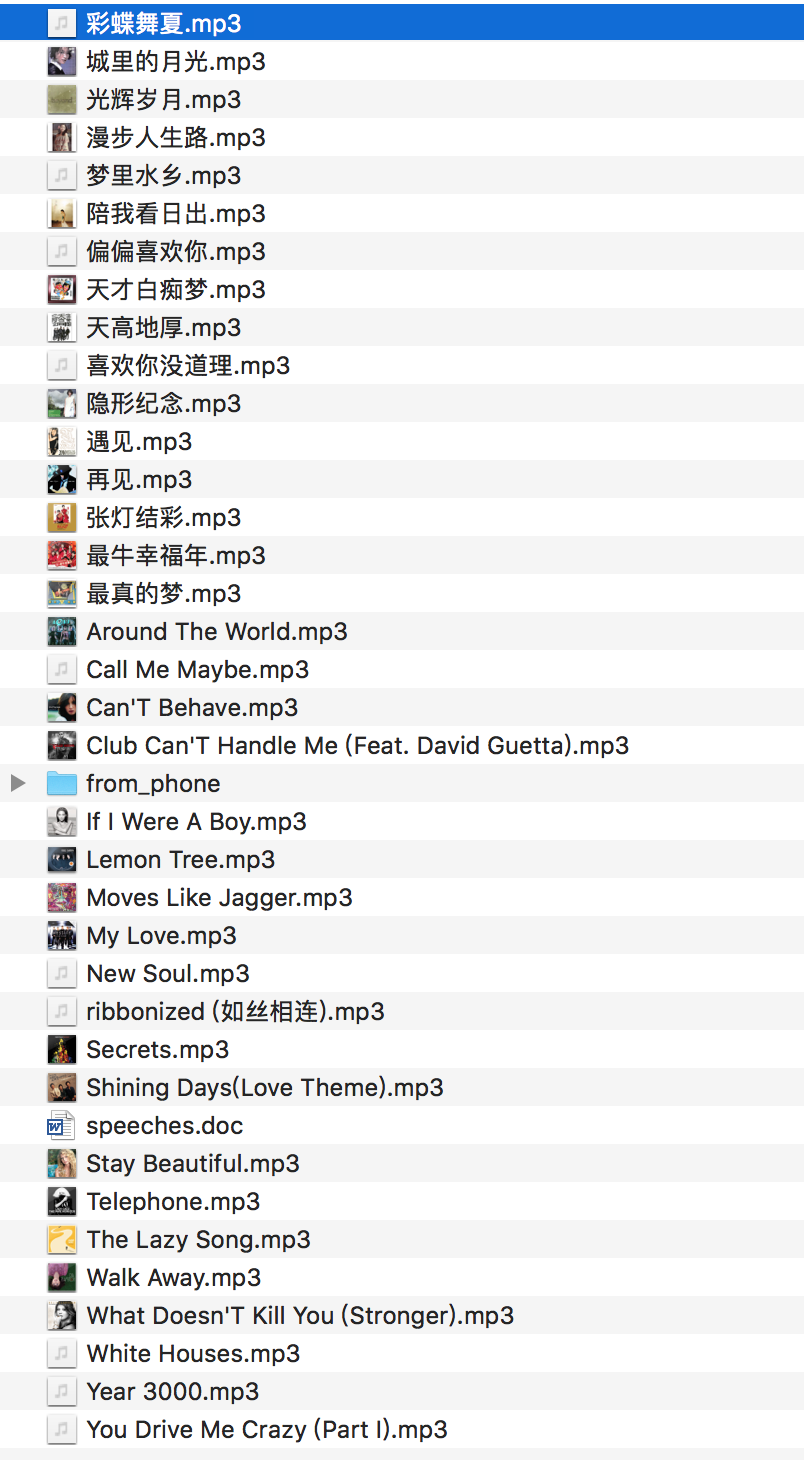 彩蝶舞夏.mp3
城里的月光.mp3
光辉岁月.mp3
漫步人生路.mp3
梦里水乡.mp3
陪我看日出.mp3
偏偏喜欢你.mp3
天才白痴梦.mp3
天高地厚.mp3
喜欢你没道理.mp3
隐形纪念.mp3
遇见.mp3
再见.mp3
张灯结彩.mp3
最牛幸福年.mp3
最真的梦.mp3
Around The World.mp3
Call Me Maybe.mp3
Can'T Behave.mp3
Club Can'T Handle Me (Feat. David Guetta).mp3
from_phone
If I Were A Boy.mp3
Lemon Tree.mp3
Moves Like Jagger.mp3
My Love.mp3
New Soul.mp3
ribbonized (如丝相连).mp3
Secrets.mp3
Shining Days(Love Theme).mp3
speeches.doc
Stay Beautiful.mp3
Telephone.mp3
The Lazy Song.mp3
Walk Away.mp3
What Doesn'T Kill You (Stronger).mp3
White Houses.mp3
Year 3000.mp3
You Drive Me Crazy (Part I).mp3